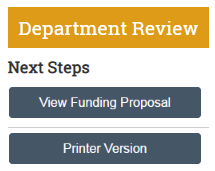 Department Review
Next Steps
View Funding Proposal
Printer Version